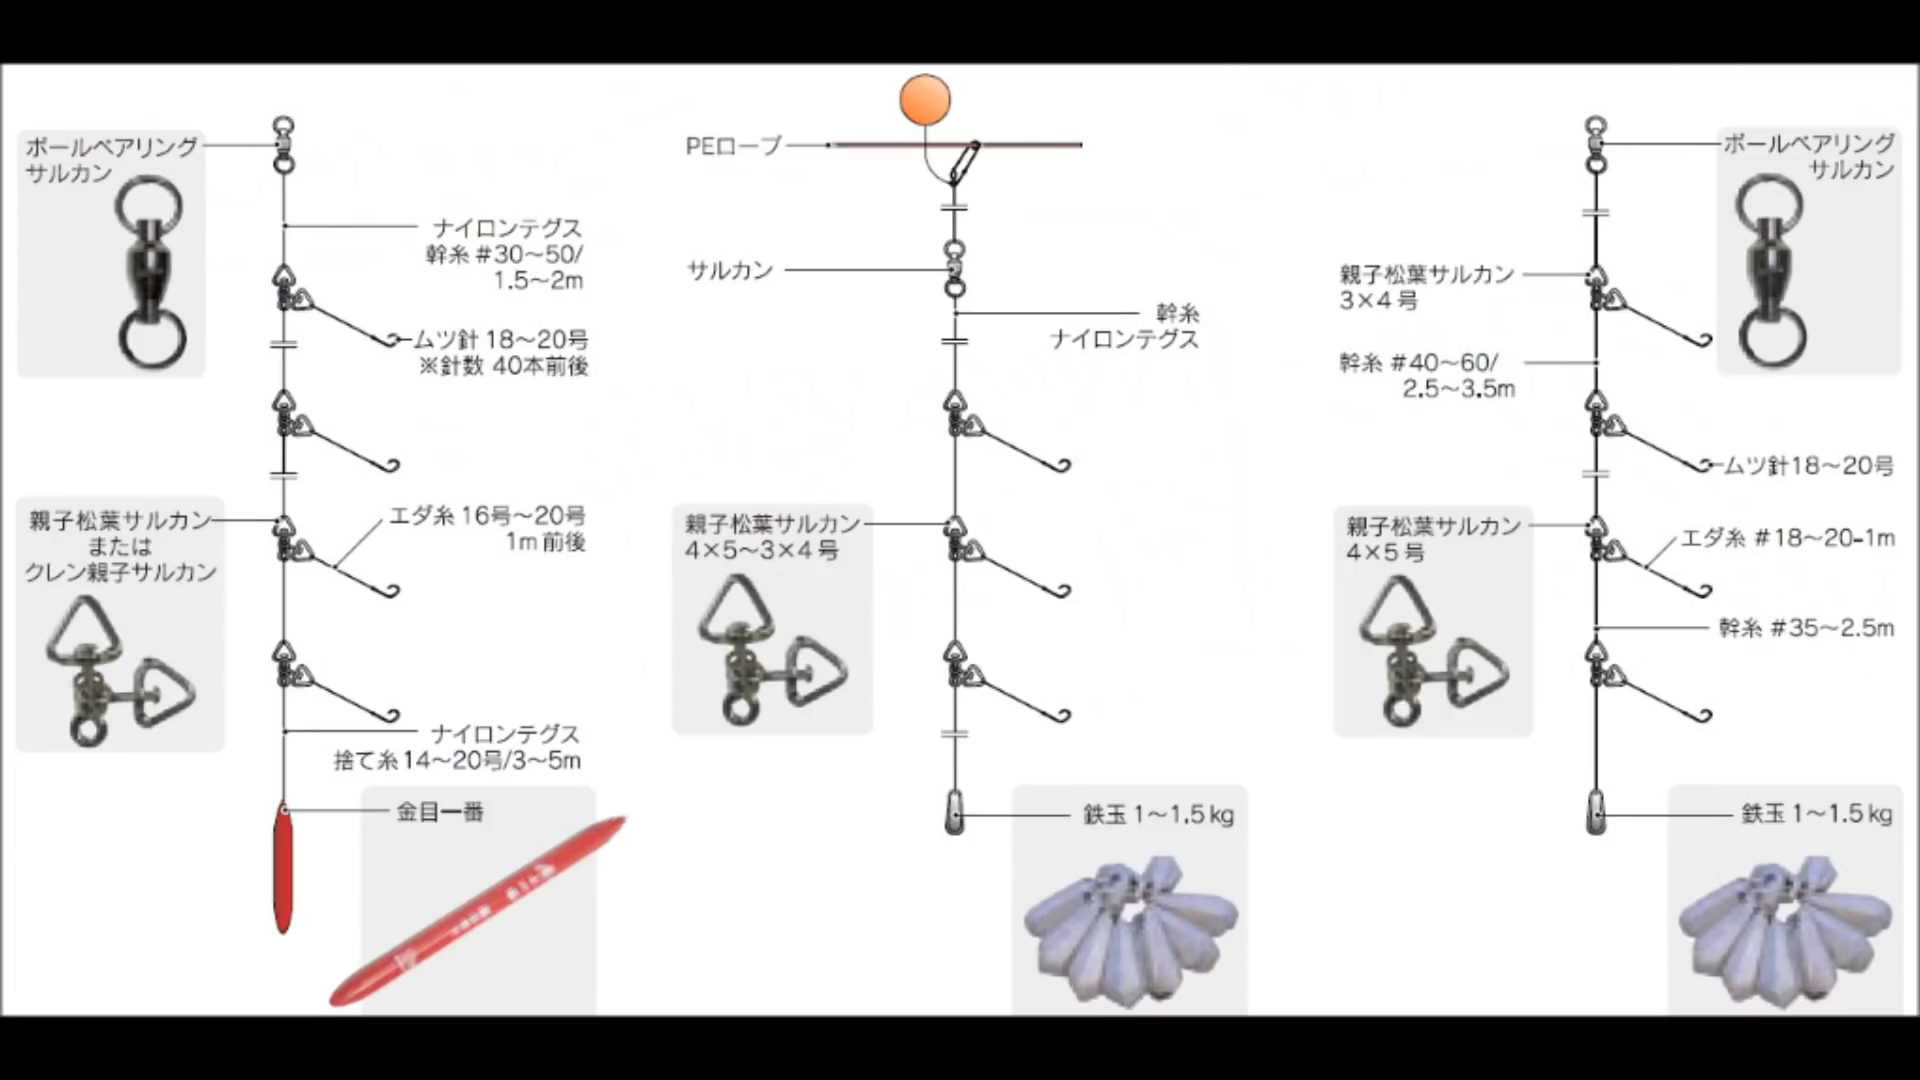 ボールベアリング
サルカン
ナイロンテグス
幹糸 #30〜50/
1.5〜2m
ムツ針 18〜20号
※針数 40本前後
親子松葉サルカン
または
クレン親子サルカン
エダ糸 16号〜20号
1m 前後
ナイロンテグス
捨て糸14〜20号/3〜5m
金目一番
PEロープ
サルカン
幹糸
ナイロンテグス
親子松葉サルカン
4×5〜3×4 号
鉄玉 1〜1.5 kg
ボールベアリング
サルカン
親子松葉サルカン
3×4 号
幹糸 #40〜60/
2.5〜3.5m
ムツ針18〜20号
親子松葉サルカン
4×5 号
エダ糸 #18〜20-1m
幹糸 #35〜2.5m
鉄玉 1〜1.5 kg